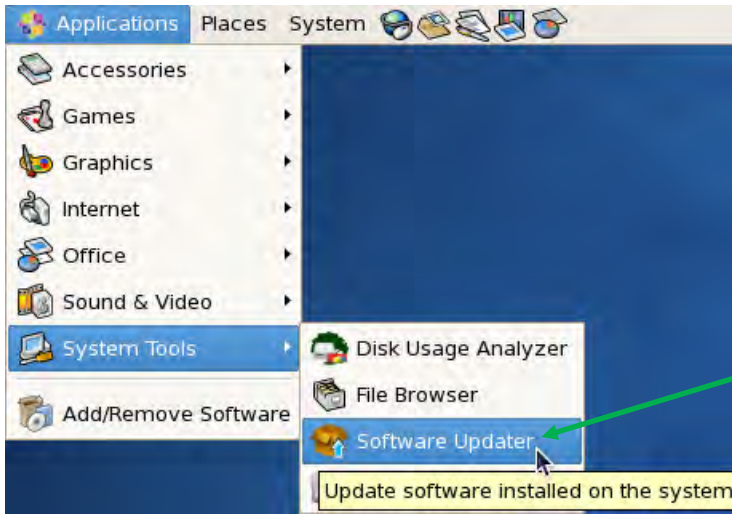 Applications Places System
Accessories
Games
Graphics
Internet
Office
Sound & Video
System Tools
Add/Remove Software
Disk Usage Analyzer
File Browser
Software Updater
Update software installed on the system